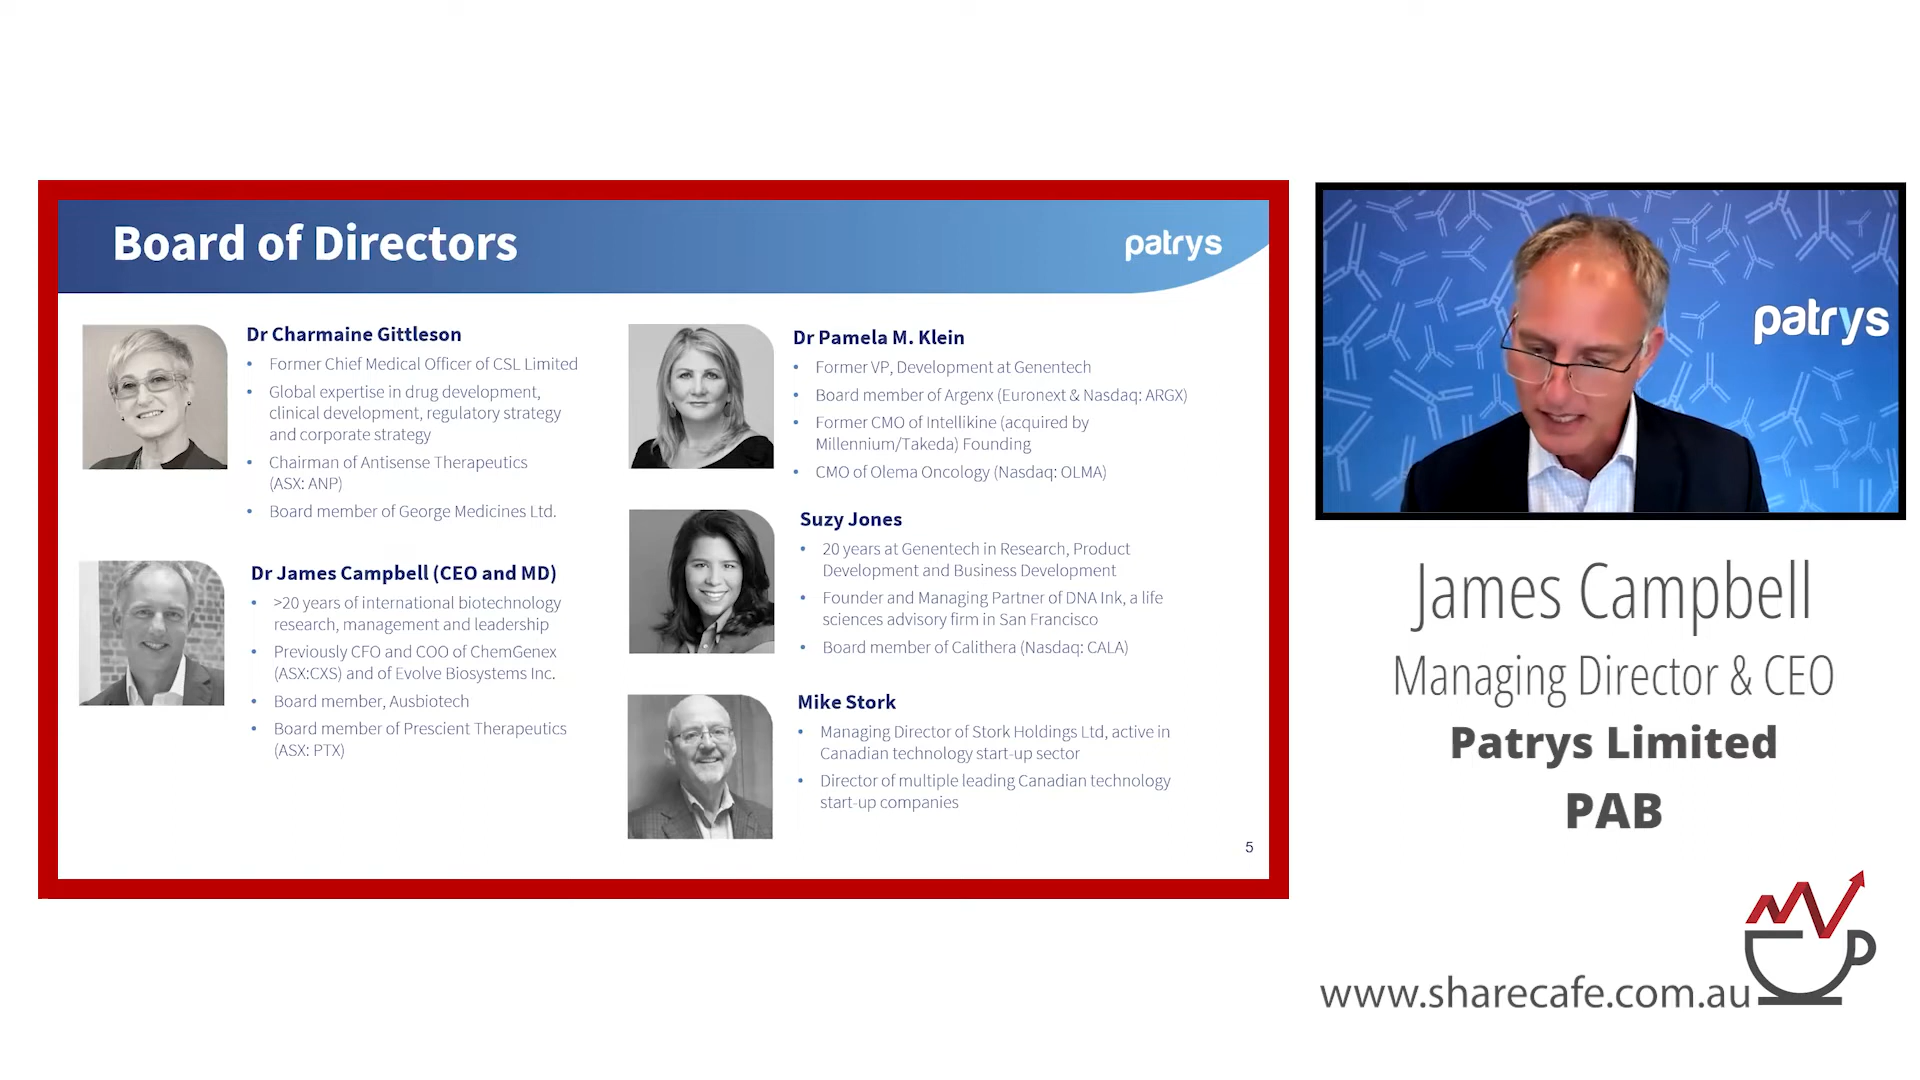 Board of Directors
patrys
Dr Charmaine Gittleson
• Former Chief Medical Officer of CSL Limited
• Global expertise in drug development,
clinical development, regulatory strategy
and corporate strategy
• Chairman of Antisense Therapeutics
(ASX: ANP)
• Board member of George Medicines Ltd.
Dr James Campbell (CEO and MD)
• >20 years of international biotechnology
research, management and leadership
• Previously CFO and COO of ChemGenex
(ASX:CXS) and of Evolve Biosystems Inc.
• Board member, Ausbiotech
• Board member of Prescient Therapeutics
(ASX: PTX)
Dr Pamela M. Klein
• Former VP, Development at Genentech
• Board member of Argenx (Euronext & Nasdaq: ARGX)
• Former CMO of Intellikine (acquired by
Millennium/Takeda) Founding
• CMO of Olema Oncology (Nasdaq: OLMA)
Suzy Jones
• 20 years at Genentech in Research, Product
Development and Business Development
• Founder and Managing Partner of DNA Ink, a life
sciences advisory firm in San Francisco
• Board member of Calithera (Nasdaq: CALA)
Mike Stork
• Managing Director of Stork Holdings Ltd, active in
Canadian technology start-up sector
• Director of multiple leading Canadian technology
start-up companies
5
patrys
James Campbell
Managing Director & CEO
Patrys Limited
PAB
www.sharecafe.com.au